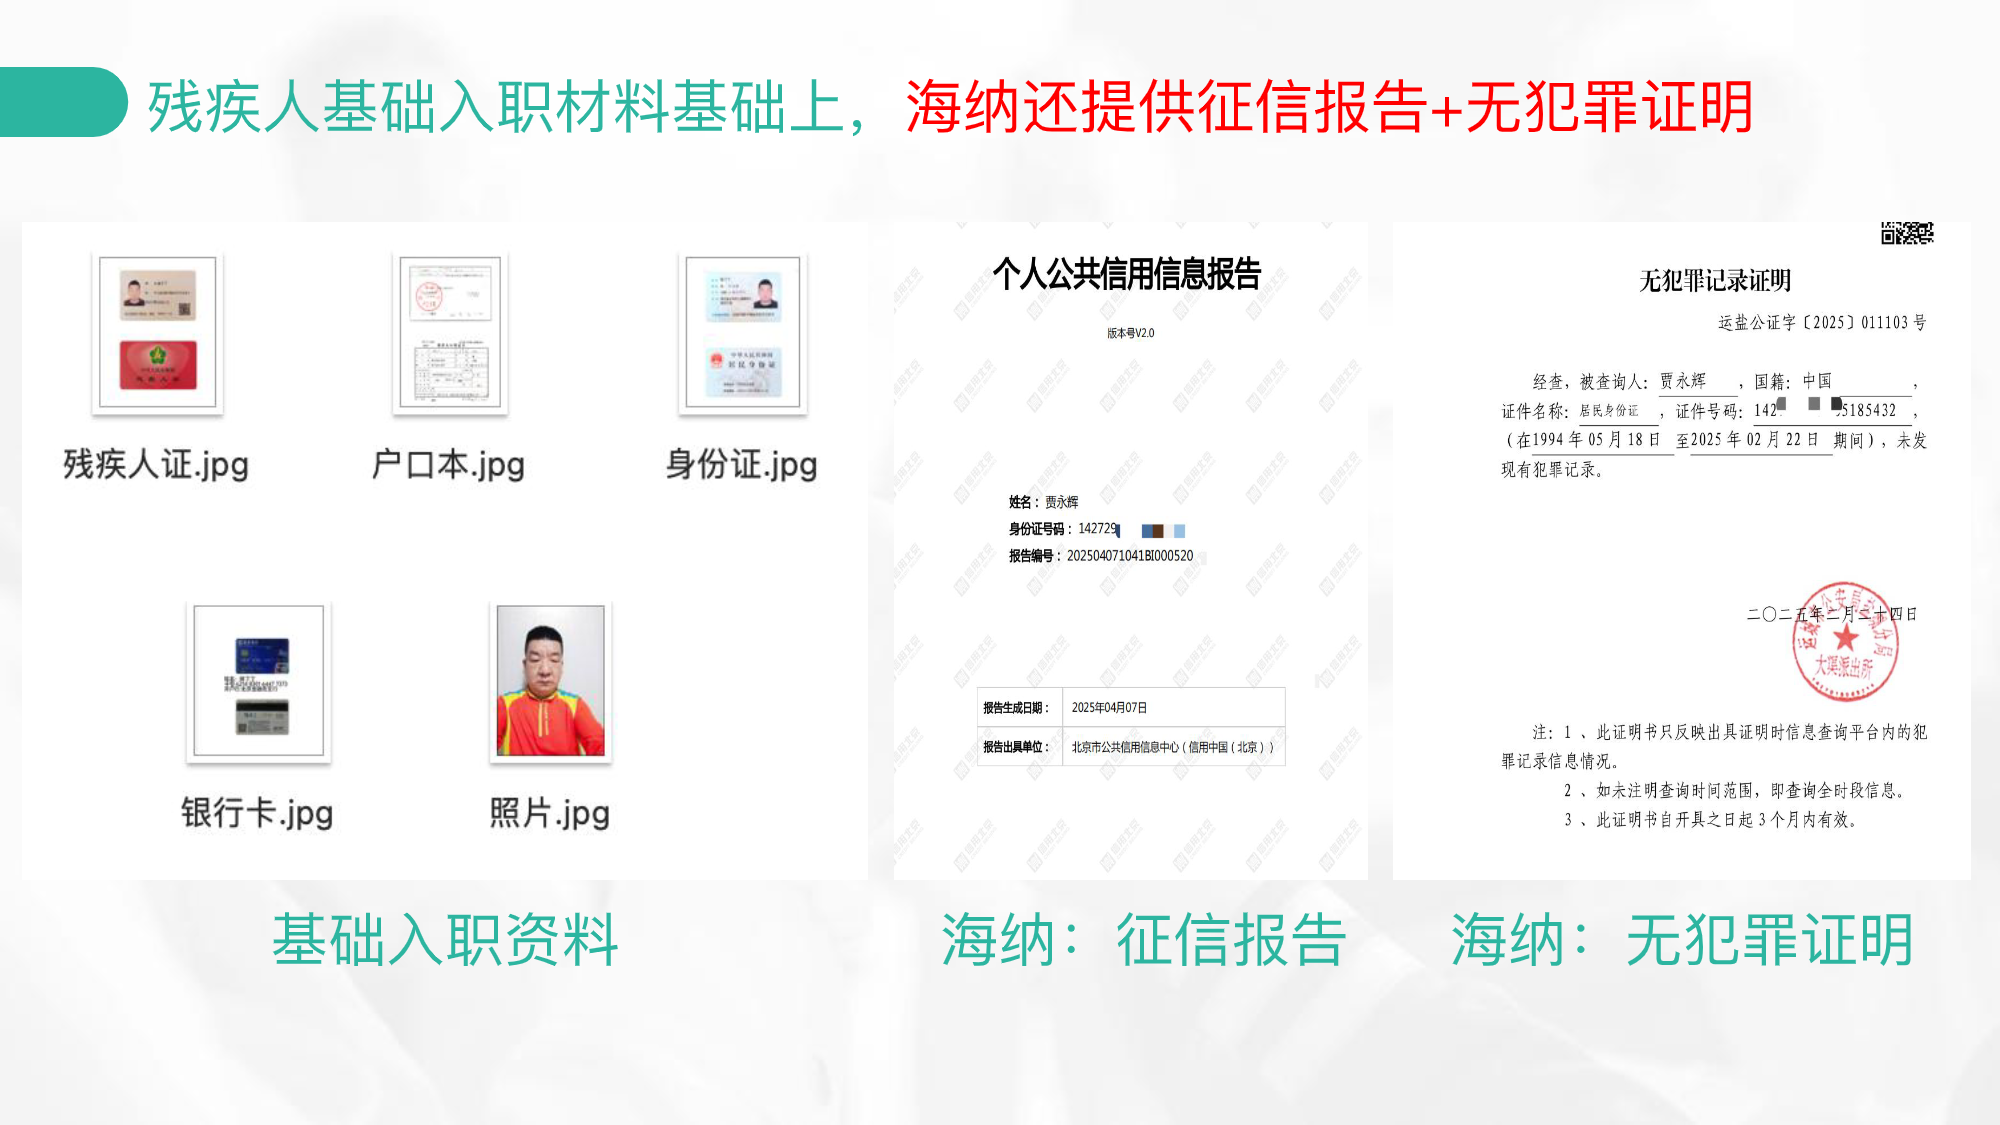 残疾人基础入职材料基础上，海纳还提供征信报告+无犯罪证明
残疾人证.jpg
户口本.jpg
身份证.jpg
银行卡.jpg
照片.jpg
基础入职资料
个人公共信用信息报告
版本号V2.0
姓名：贾永辉
身份证号码：142729
报告编号：202504071041BI000520
报告生成日期：	2025年04月07日
报告出具单位：	北京市公共信用信息中心（信用中国（北京））
海纳：征信报告
无犯罪记录证明
运盐公证字〔2025〕011103 号
经查，被查询人：贾永辉，国籍：中国，
证件名称：居民身份证，证件号码：142 5185432，
（在1994 年 05 月 18 日 至2025 年 02 月 22 日 期间），未发
现有犯罪记录。
二〇二五年二月二十四日
大渠派出所
注：1 、此证明书只反映出具证明时信息查询平台内的犯
罪记录信息情况。
2 、如未注明查询时间范围，即查询全时段信息。
3 、此证明书自开具之日起 3 个月内有效。
海纳：无犯罪证明